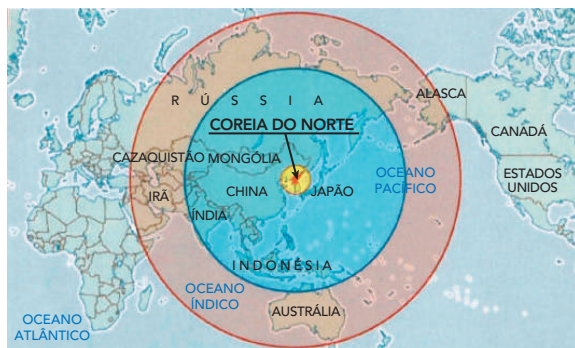 ALASCA
RÚSSIA
COREIA DO NORTE
CANADÁ
CAZAQUISTÃO
MONGÓLIA
OCEANO
PACÍFICO
ESTADOS
UNIDOS
IRÃ
CHINA
JAPÃO
ÍNDIA
INDONÉSIA
OCEANO
ÍNDICO
AUSTRÁLIA
OCEANO
ATLÂNTICO